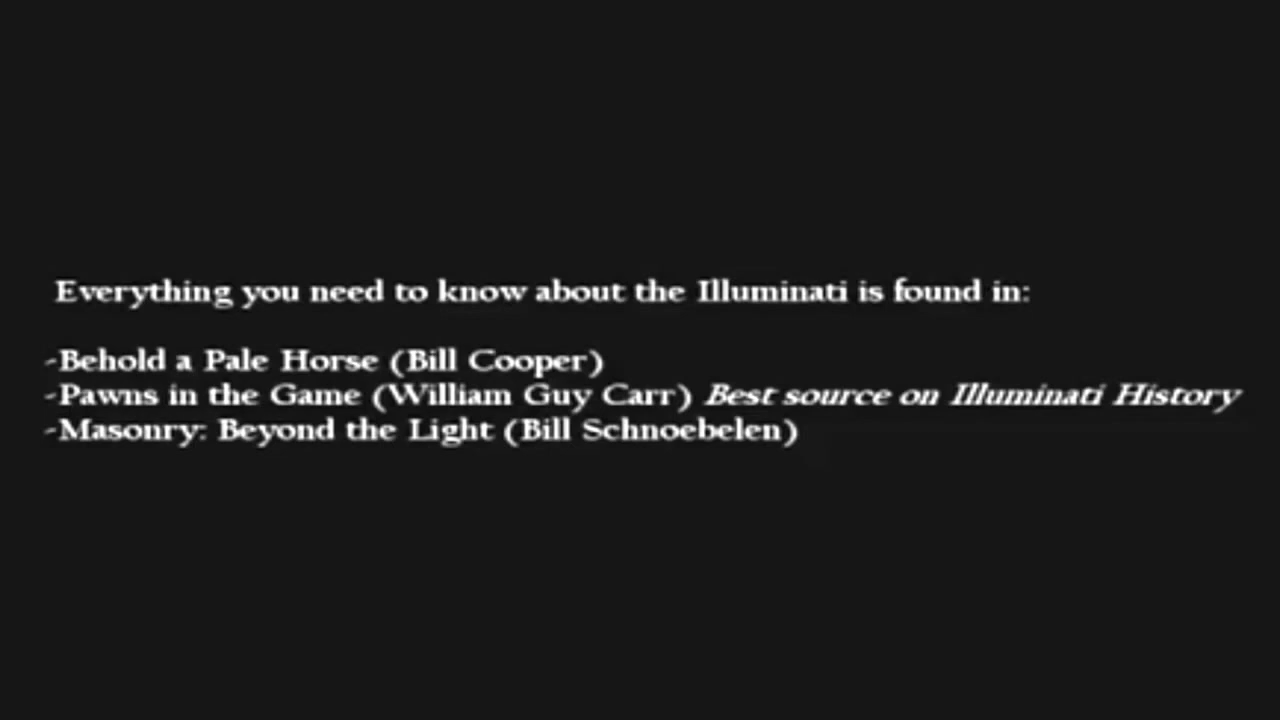 Everything you need to know about the Illuminati is found in:
-Behold a Pale Horse (Bill Cooper)
-Pawns in the Game (William Guy Carr) Best source on Illuminati History
-Masonry: Beyond the Light (Bill Schnoebelen)